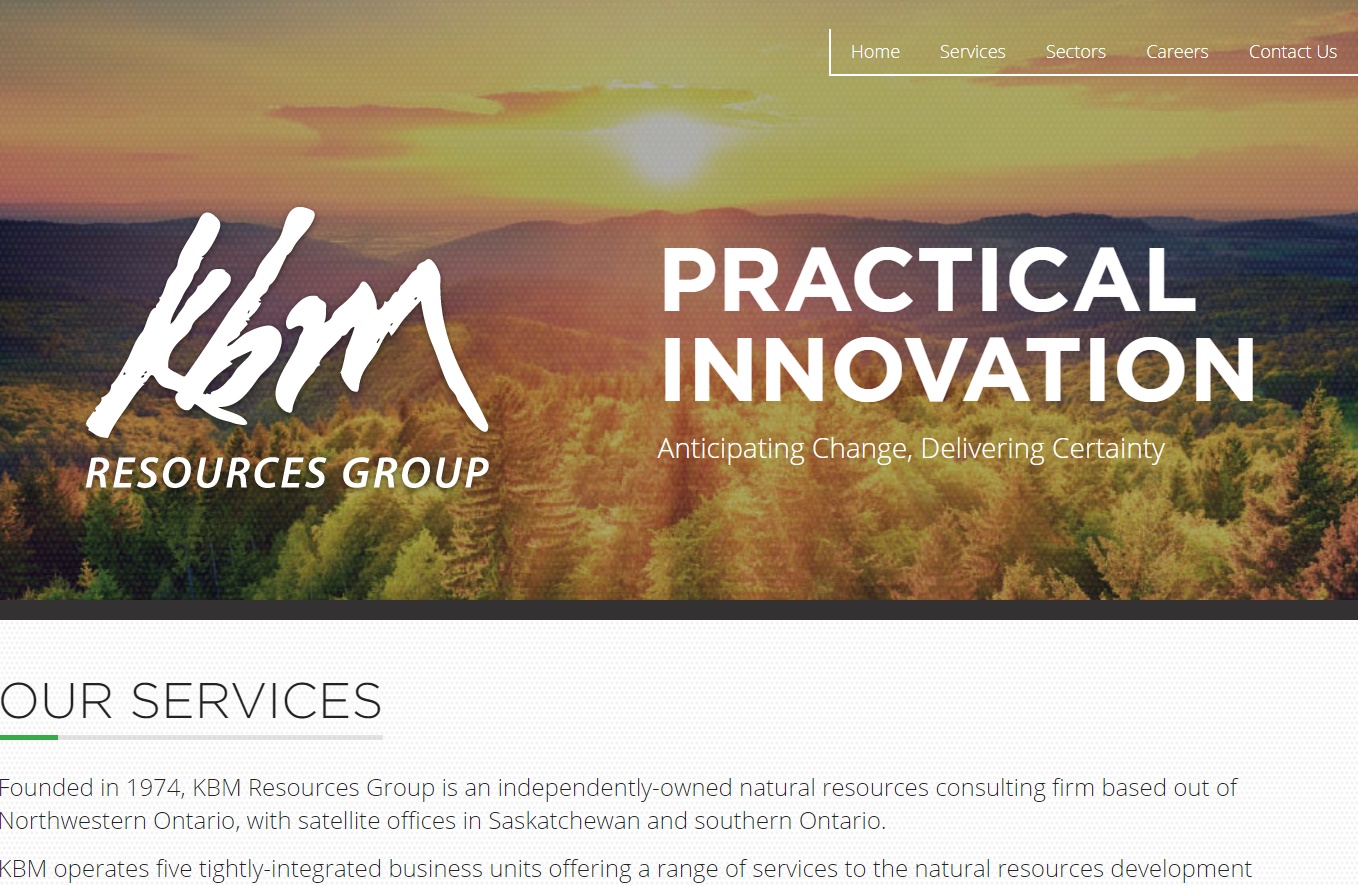 Home Services Sectors Careers Contact Us
kbm
RESOURCES GROUP
PRACTICAL
INNOVATION
Anticipating Change, Delivering Certainty
OUR SERVICES
Founded in 1974, KBM Resources Group is an independently-owned natural resources consulting firm based out of
Northwestern Ontario, with satellite offices in Saskatchewan and southern Ontario.
KBM operates five tightly-integrated business units offering a range of services to the natural resources development